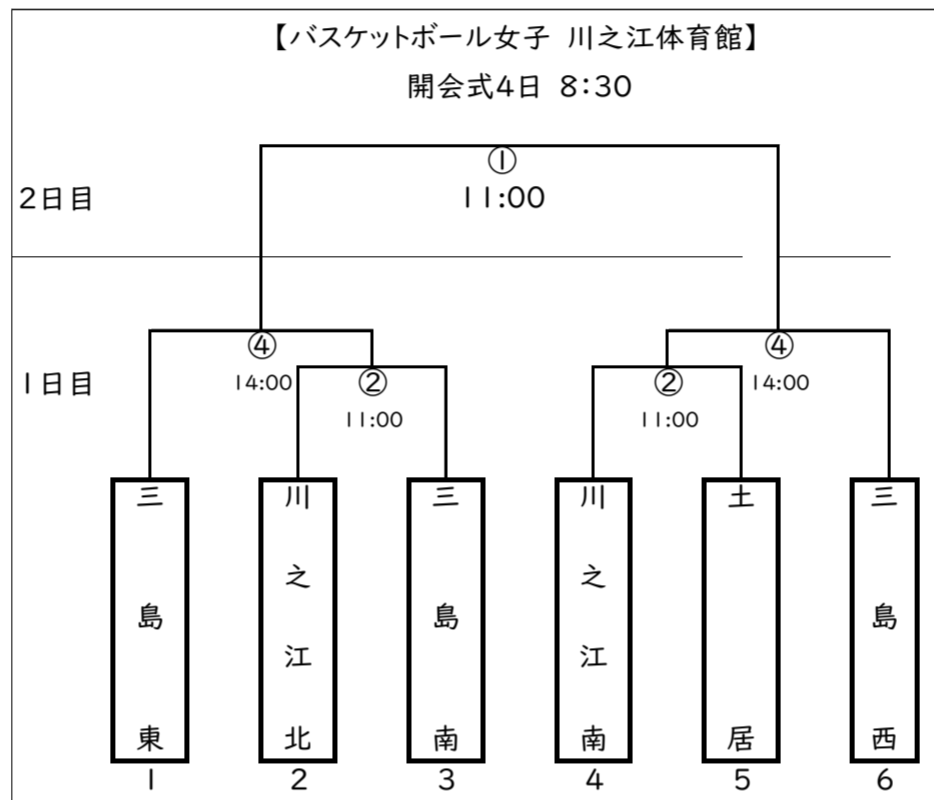 【バスケットボール女子 川之江体育館】
開会式4日 8:30
①
2日目
11:00
④
④
1日目
14:00
②
②
14:00
11:00
11:00
三島東
川之江北
三島南
川之江南
土居
三島西
1
2
3
4
5
6